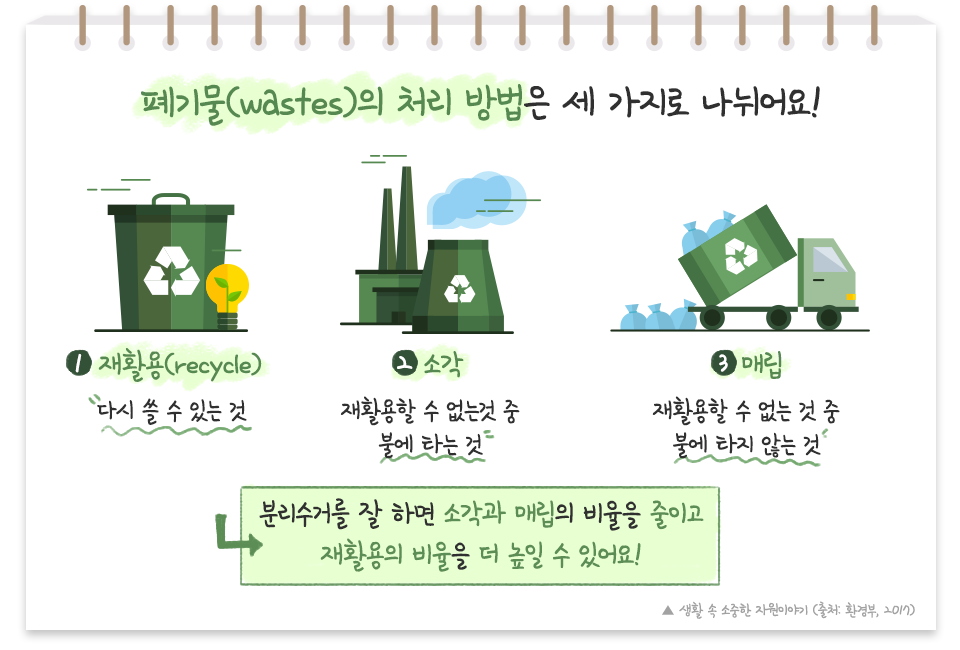 폐기물(wastes)의 처리 방법은 세 가지로 나뉘어요!
1 재활용(recycle)
다시 쓸 수 있는 것
2 소각
재활용할 수 없는것 중
불에 타는 것
3 매립
재활용할 수 없는 것 중
불에 타지 않는 것
분리수거를 잘 하면 소각과 매립의 비율을 줄이고
재활용의 비율을 더 높일 수 있어요!
▲ 생활 속 소중한 자원이야기 (출처: 환경부, 2017)